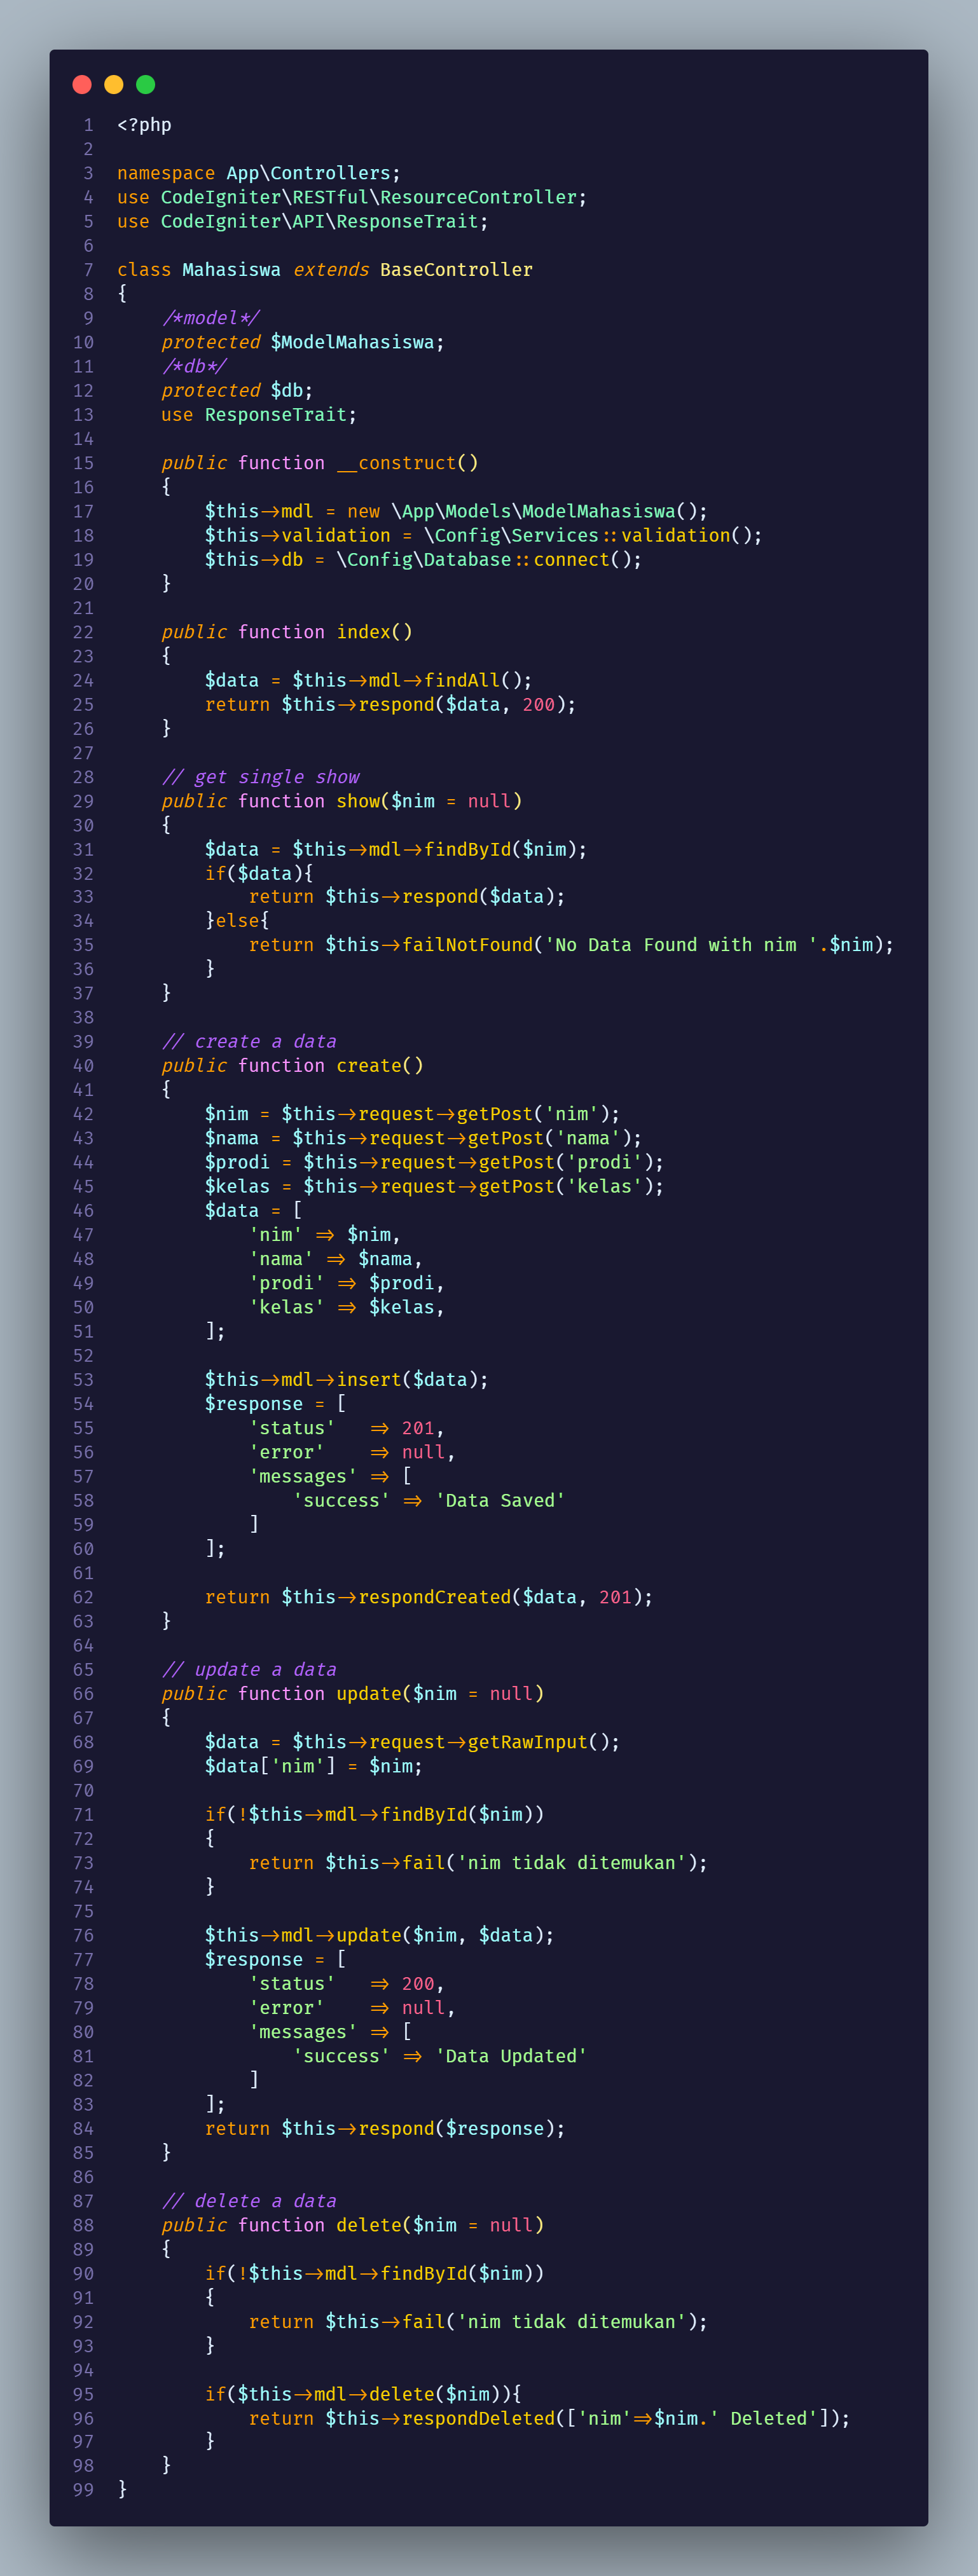 1 <?php
2
3 namespace App\Controllers;
4 use CodeIgniter\RESTful\ResourceController;
5 use CodeIgniter\API\ResponseTrait;
6
7 class Mahasiswa extends BaseController
8 {
9     /*model*/
10     protected $ModelMahasiswa;
11     /*db*/
12     protected $db;
13     use ResponseTrait;
14
15     public function __construct()
16     {
17         $this->mdl = new \App\Models\ModelMahasiswa();
18         $this->validation = \Config\Services::validation();
19         $this->db = \Config\Database::connect();
20     }
21
22     public function index()
23     {
24         $data = $this->mdl->findAll();
25         return $this->respond($data, 200);
26     }
27
28     // get single show
29     public function show($nim = null)
30     {
31         $data = $this->mdl->findById($nim);
32         if($data){
33             return $this->respond($data);
34         }else{
35             return $this->failNotFound('No Data Found with nim '.$nim);
36         }
37     }
38
39     // create a data
40     public function create()
41     {
42         $nim = $this->request->getPost('nim');
43         $nama = $this->request->getPost('nama');
44         $prodi = $this->request->getPost('prodi');
45         $kelas = $this->request->getPost('kelas');
46         $data = [
47             'nim' => $nim,
48             'nama' => $nama,
49             'prodi' => $prodi,
50             'kelas' => $kelas,
51         ];
52
53         $this->mdl->insert($data);
54         $response = [
55             'status'   => 201,
56             'error'    => null,
57             'messages' => [
58                 'success' => 'Data Saved'
59             ]
60         ];
61
62         return $this->respondCreated($data, 201);
63     }
64
65     // update a data
66     public function update($nim = null)
67     {
68         $data = $this->request->getRawInput();
69         $data['nim'] = $nim;
70
71         if(!$this->mdl->findById($nim))
72         {
73             return $this->fail('nim tidak ditemukan');
74         }
75
76         $this->mdl->update($nim, $data);
77         $response = [
78             'status'   => 200,
79             'error'    => null,
80             'messages' => [
81                 'success' => 'Data Updated'
82             ]
83         ];
84         return $this->respond($response);
85     }
86
87     // delete a data
88     public function delete($nim = null)
89     {
90         if(!$this->mdl->findById($nim))
91         {
92             return $this->fail('nim tidak ditemukan');
93         }
94
95         if($this->mdl->delete($nim)){
96             return $this->respondDeleted(['nim'=>$nim.' Deleted']);
97         }
98     }
99 }